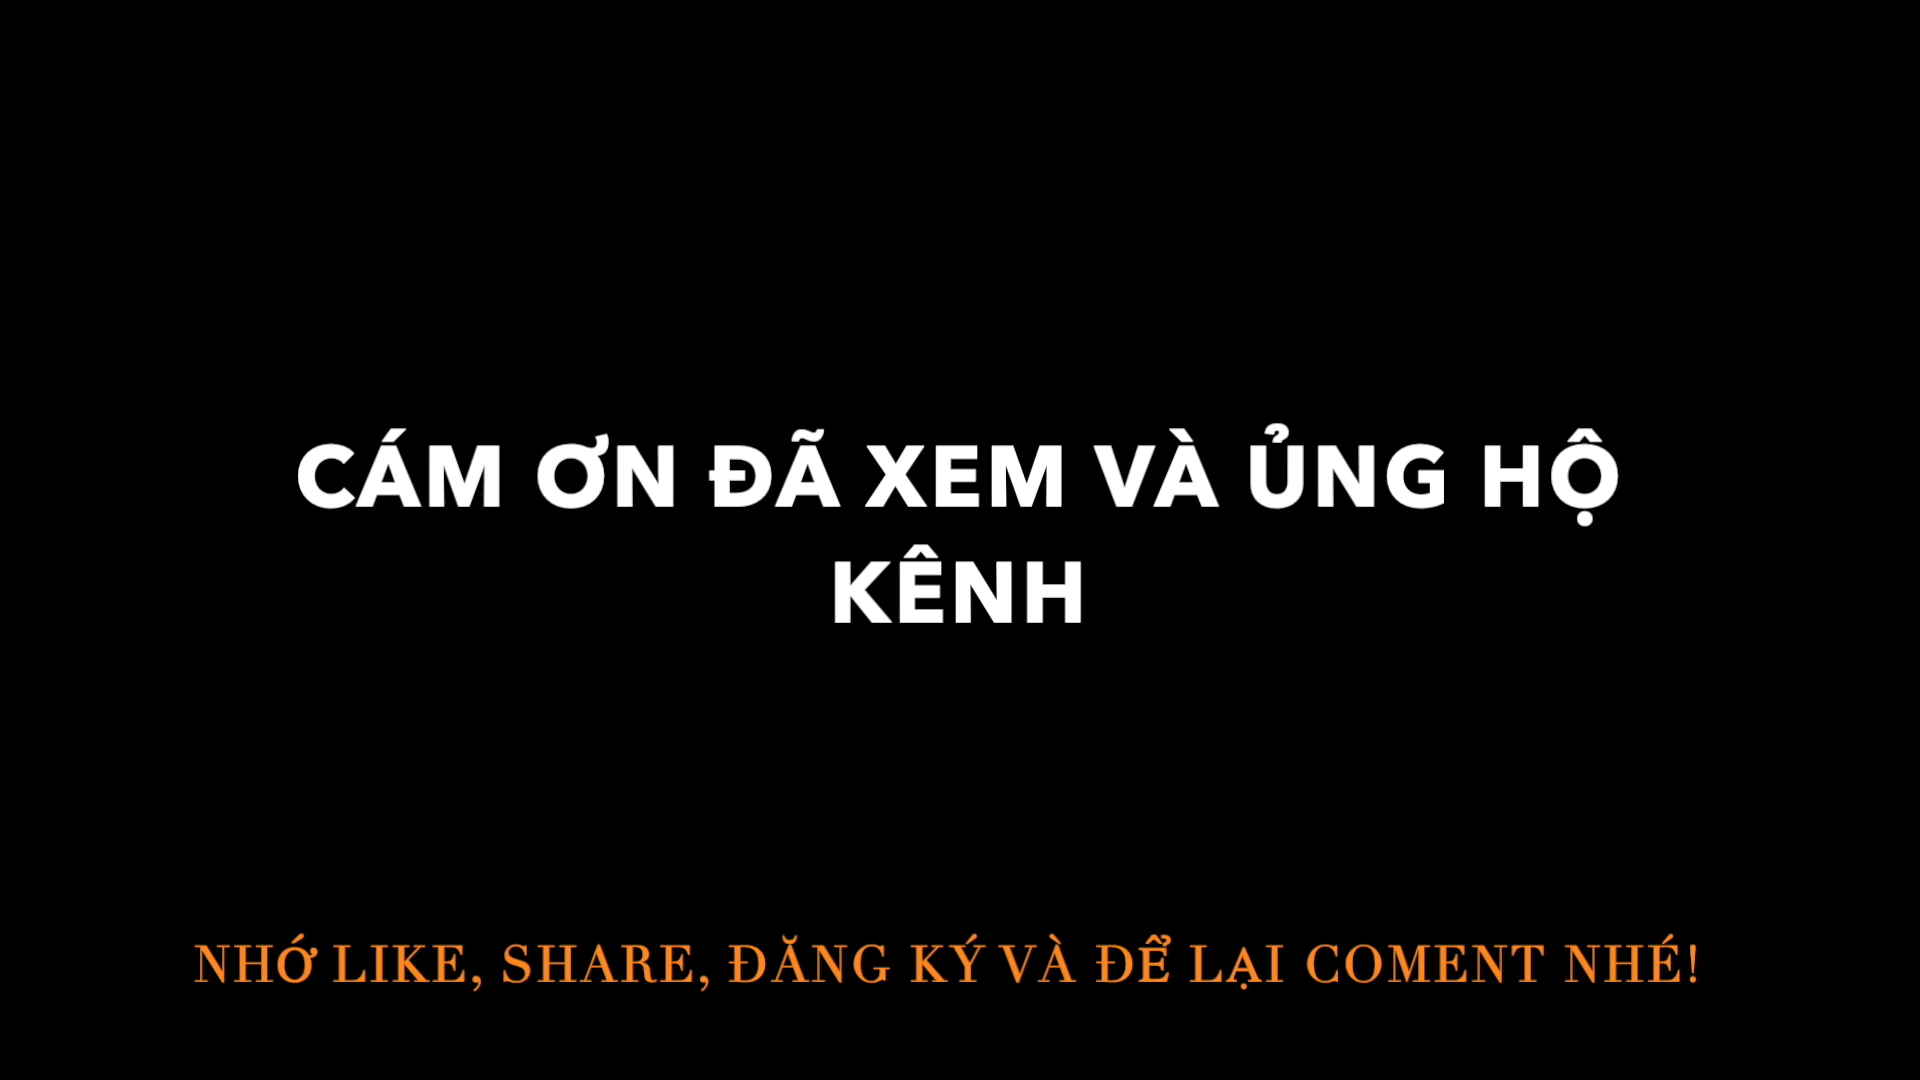 CÁM ƠN ĐÃ XEM VÀ ỦNG HỘ
KÊNH
NHỚ LIKE, SHARE, ĐĂNG KÝ VÀ ĐỂ LẠI COMENT NHÉ!